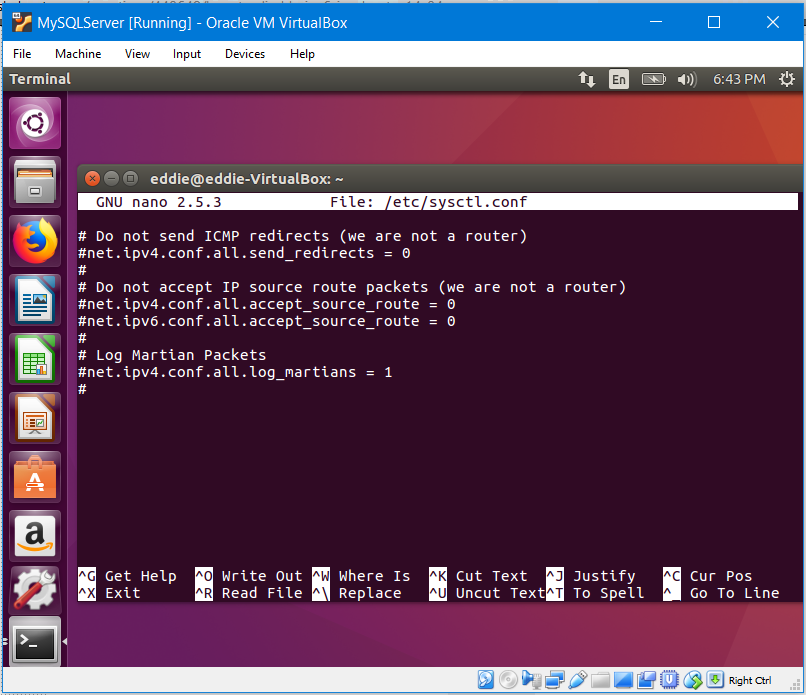 MySQLServer [Running] - Oracle VM VirtualBox
File Machine View Input Devices Help
Terminal En 6:43 PM
eddie@eddie-VirtualBox: ~
GNU nano 2.5.3 File: /etc/sysctl.conf
# Do not send ICMP redirects (we are not a router)
#net.ipv4.conf.all.send_redirects = 0
#
# Do not accept IP source route packets (we are not a router)
#net.ipv4.conf.all.accept_source_route = 0
#net.ipv6.conf.all.accept_source_route = 0
#
# Log Martian Packets
#net.ipv4.conf.all.log_martians = 1
#
^G Get Help ^O Write Out ^W Where Is ^K Cut Text ^J Justify ^C Cur Pos
^X Exit ^R Read File ^\ Replace ^U Uncut Text ^T To Spell ^_ Go To Line
Right Ctrl